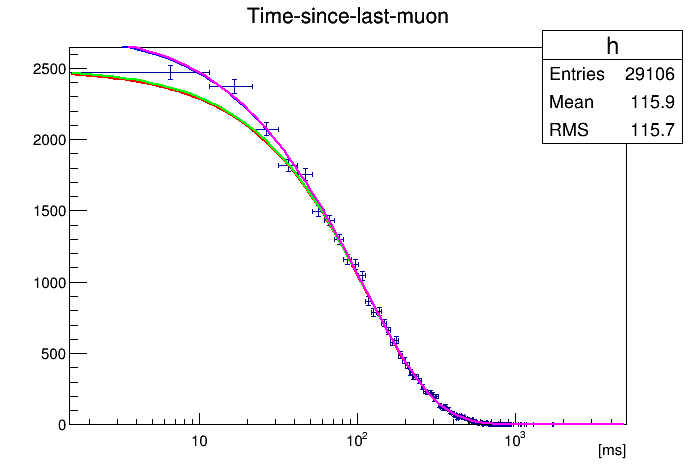 Time-since-last-muon
h
Entries 29106
Mean 115.9
RMS 115.7
2500
2000
1500
1000
500
0
10
10²
10³
[ms]